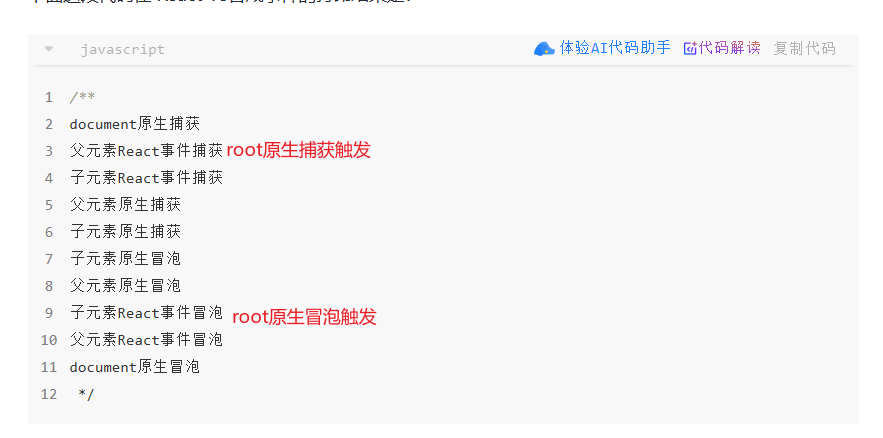 javascript 体验AI代码助手 代码解读 复制代码
1 /**
2 document原生捕获
3 父元素React事件捕获 root原生捕获触发
4 子元素React事件捕获
5 父元素原生捕获
6 子元素原生捕获
7 子元素原生冒泡
8 父元素原生冒泡
9 子元素React事件冒泡 root原生冒泡触发
10 父元素React事件冒泡
11 document原生冒泡
12 */